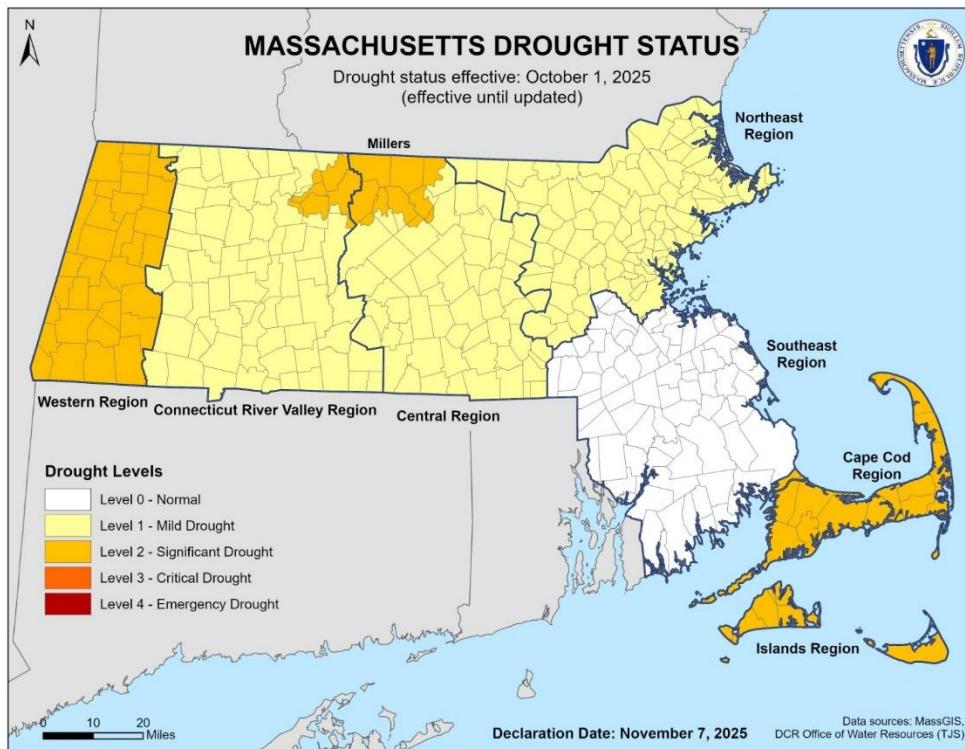 N
MASSACHUSETTS DROUGHT STATUS
Drought status effective: October 1, 2025
(effective until updated)
Northeast
Region
Millers
Southeast
Region
Western Region
Connecticut River Valley Region
Central Region
Cape Cod
Region
Drought Levels
Level 0 - Normal
Level 1 - Mild Drought
Level 2 - Significant Drought
Level 3 - Critical Drought
Level 4 - Emergency Drought
Islands Region
0 10 20
Miles
Declaration Date: November 7, 2025
Data sources: MassGIS,
DCR Office of Water Resources (TJS)